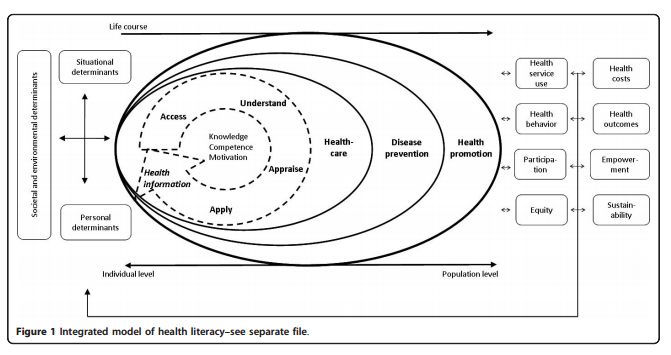 Life course
Societal and environmental determinants
Situational
determinants
Personal
determinants
Access
Understand
Knowledge
Competence
Motivation
Health
information
Appraise
Apply
Health-
care
Disease
prevention
Health
promotion
Health
service
use
Health
costs
Health
behavior
Health
outcomes
Participa-
tion
Empower-
ment
Equity
Sustain-
ability
Individual level
Population level
Figure 1 Integrated model of health literacy–see separate file.